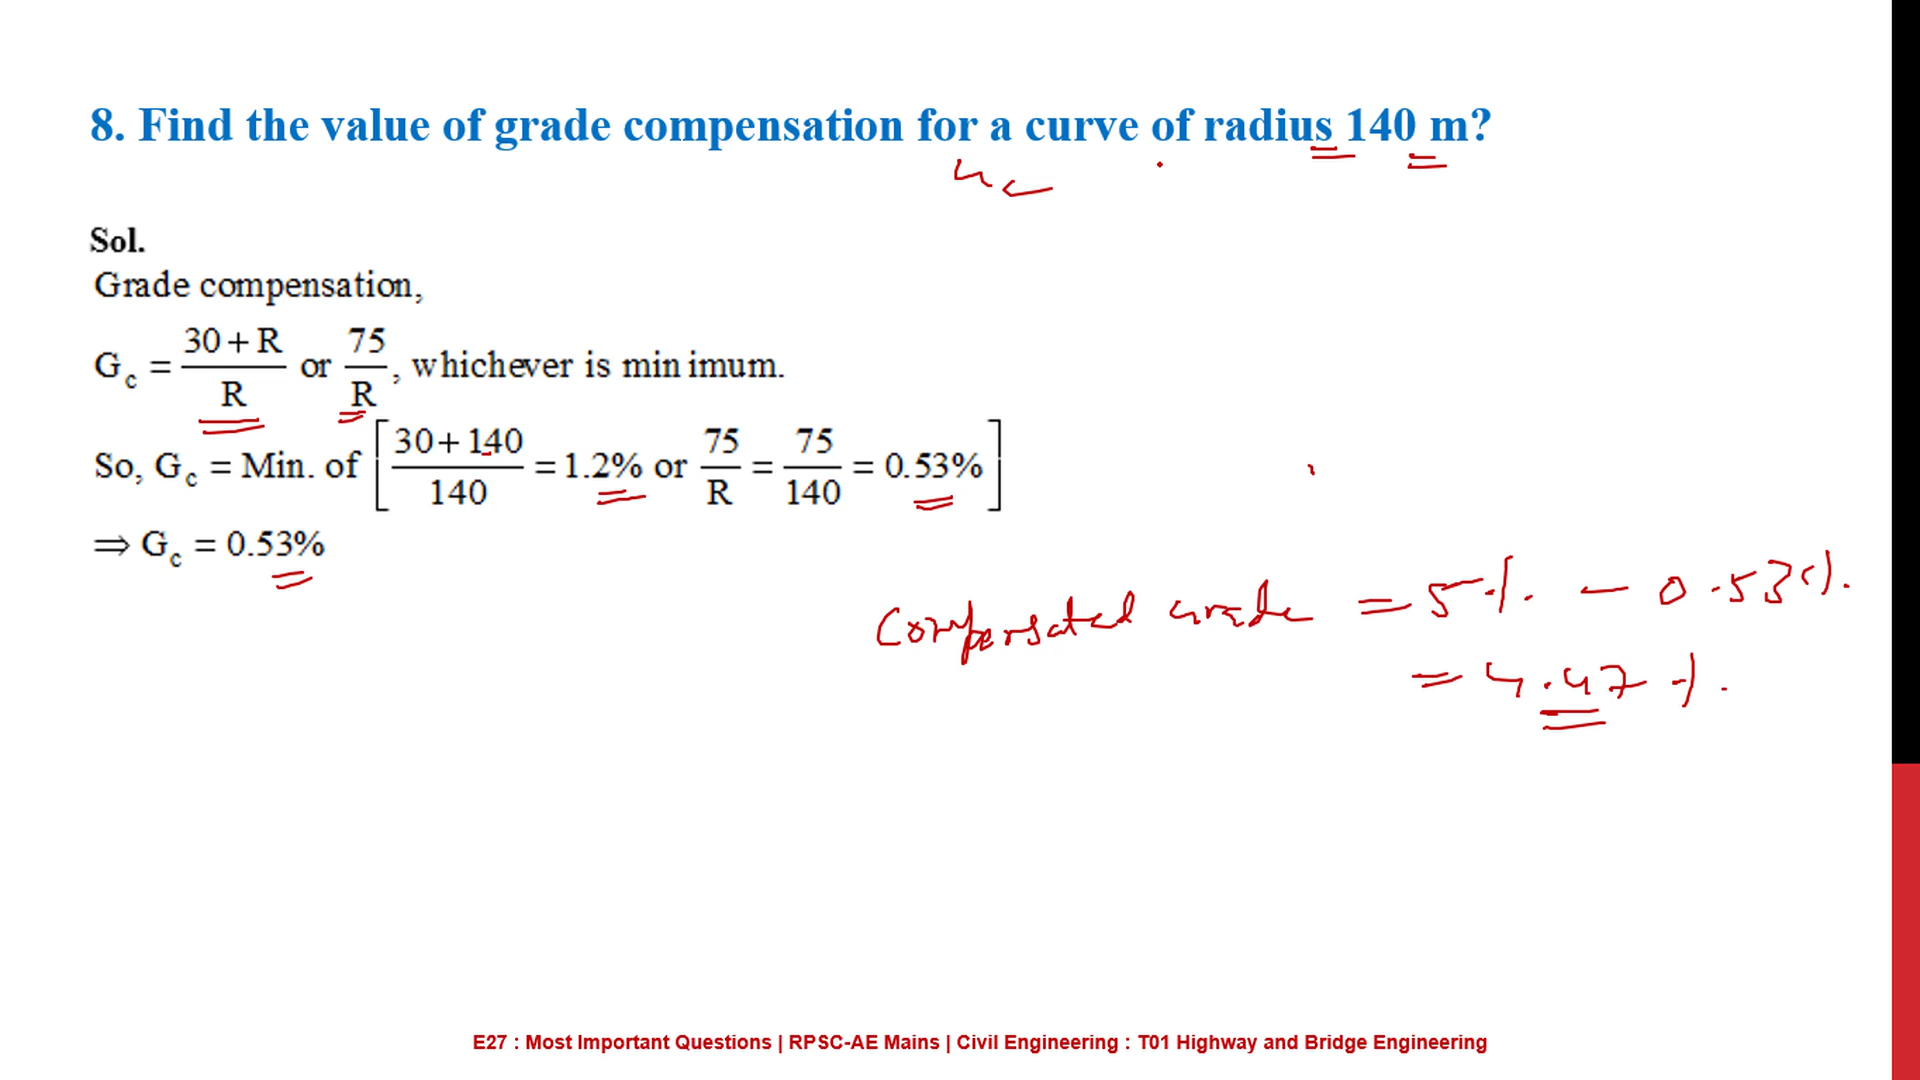 8. Find the value of grade compensation for a curve of radius 140 m?
Sol.
Grade compensation,
G_c = (30 + R)/R or 75/R, whichever is min imum.
So, G_c = Min. of [(30 + 140)/140 = 1.2% or 75/R = 75/140 = 0.53%]
⇒ G_c = 0.53%
Compensated grade = 5% - 0.53%.
= 4.47%.
E27 : Most Important Questions | RPSC-AE Mains | Civil Engineering : T01 Highway and Bridge Engineering